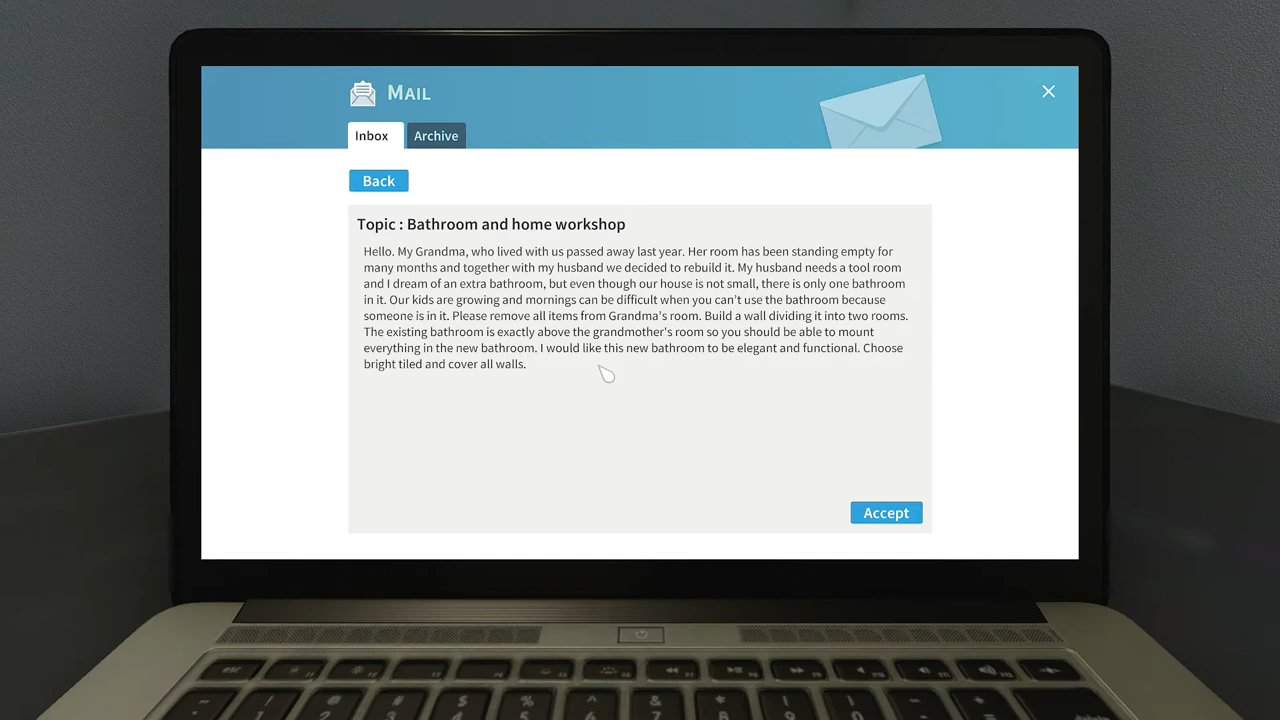 MAIL
Inbox
Archive
Back
Topic : Bathroom and home workshop
Hello. My Grandma, who lived with us passed away last year. Her room has been standing empty for
many months and together with my husband we decided to rebuild it. My husband needs a tool room
and I dream of an extra bathroom, but even though our house is not small, there is only one bathroom
in it. Our kids are growing and mornings can be difficult when you can't use the bathroom because
someone is in it. Please remove all items from Grandma's room. Build a wall dividing it into two rooms.
The existing bathroom is exactly above the grandmother's room so you should be able to mount
everything in the new bathroom. I would like this new bathroom to be elegant and functional. Choose
bright tiled and cover all walls.
Accept